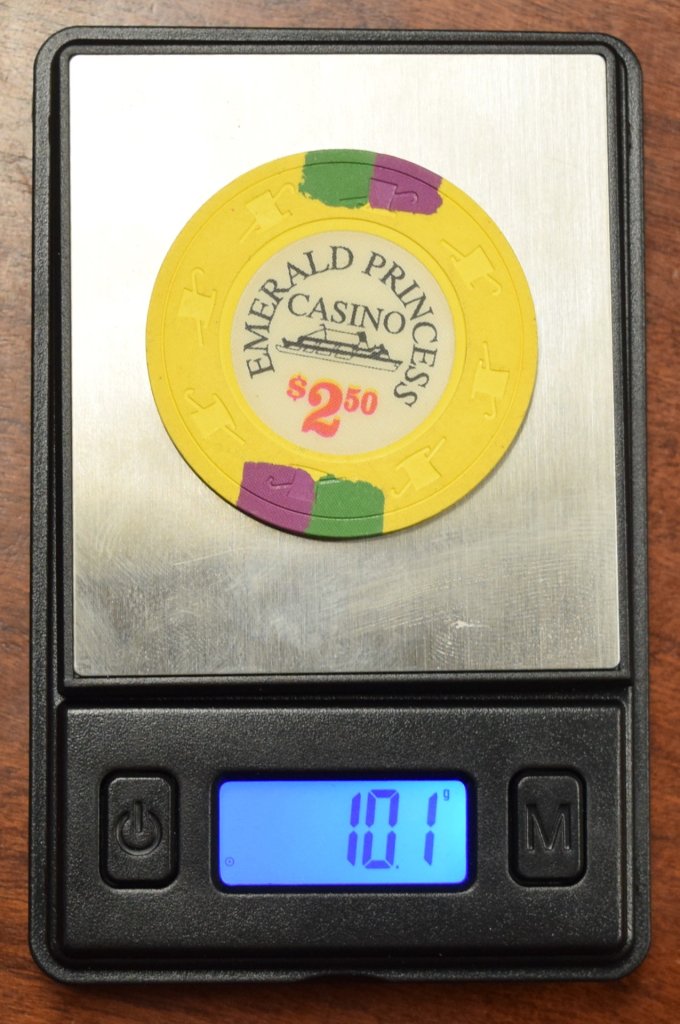 EMERALD PRINCESS
CASINO
$2.50
10.1 g
M